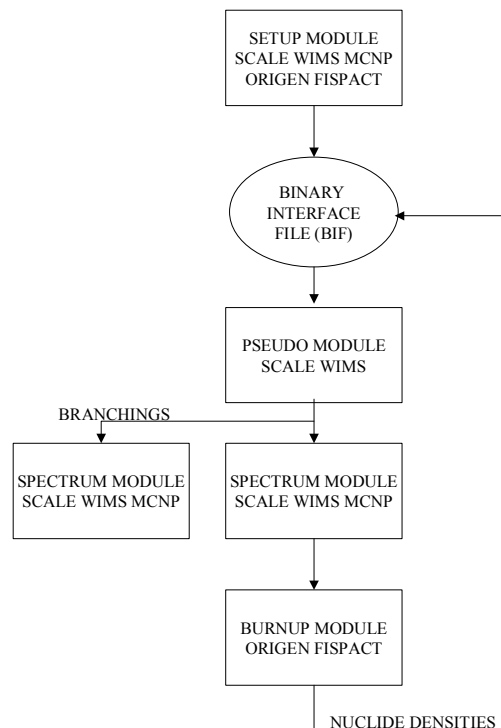 SETUP MODULE
SCALE WIMS MCNP
ORIGEN FISPACT
BINARY
INTERFACE
FILE (BIF)
PSEUDO MODULE
SCALE WIMS
BRANCHINGS
SPECTRUM MODULE
SCALE WIMS MCNP
SPECTRUM MODULE
SCALE WIMS MCNP
BURNUP MODULE
ORIGEN FISPACT
NUCLIDE DENSITIES